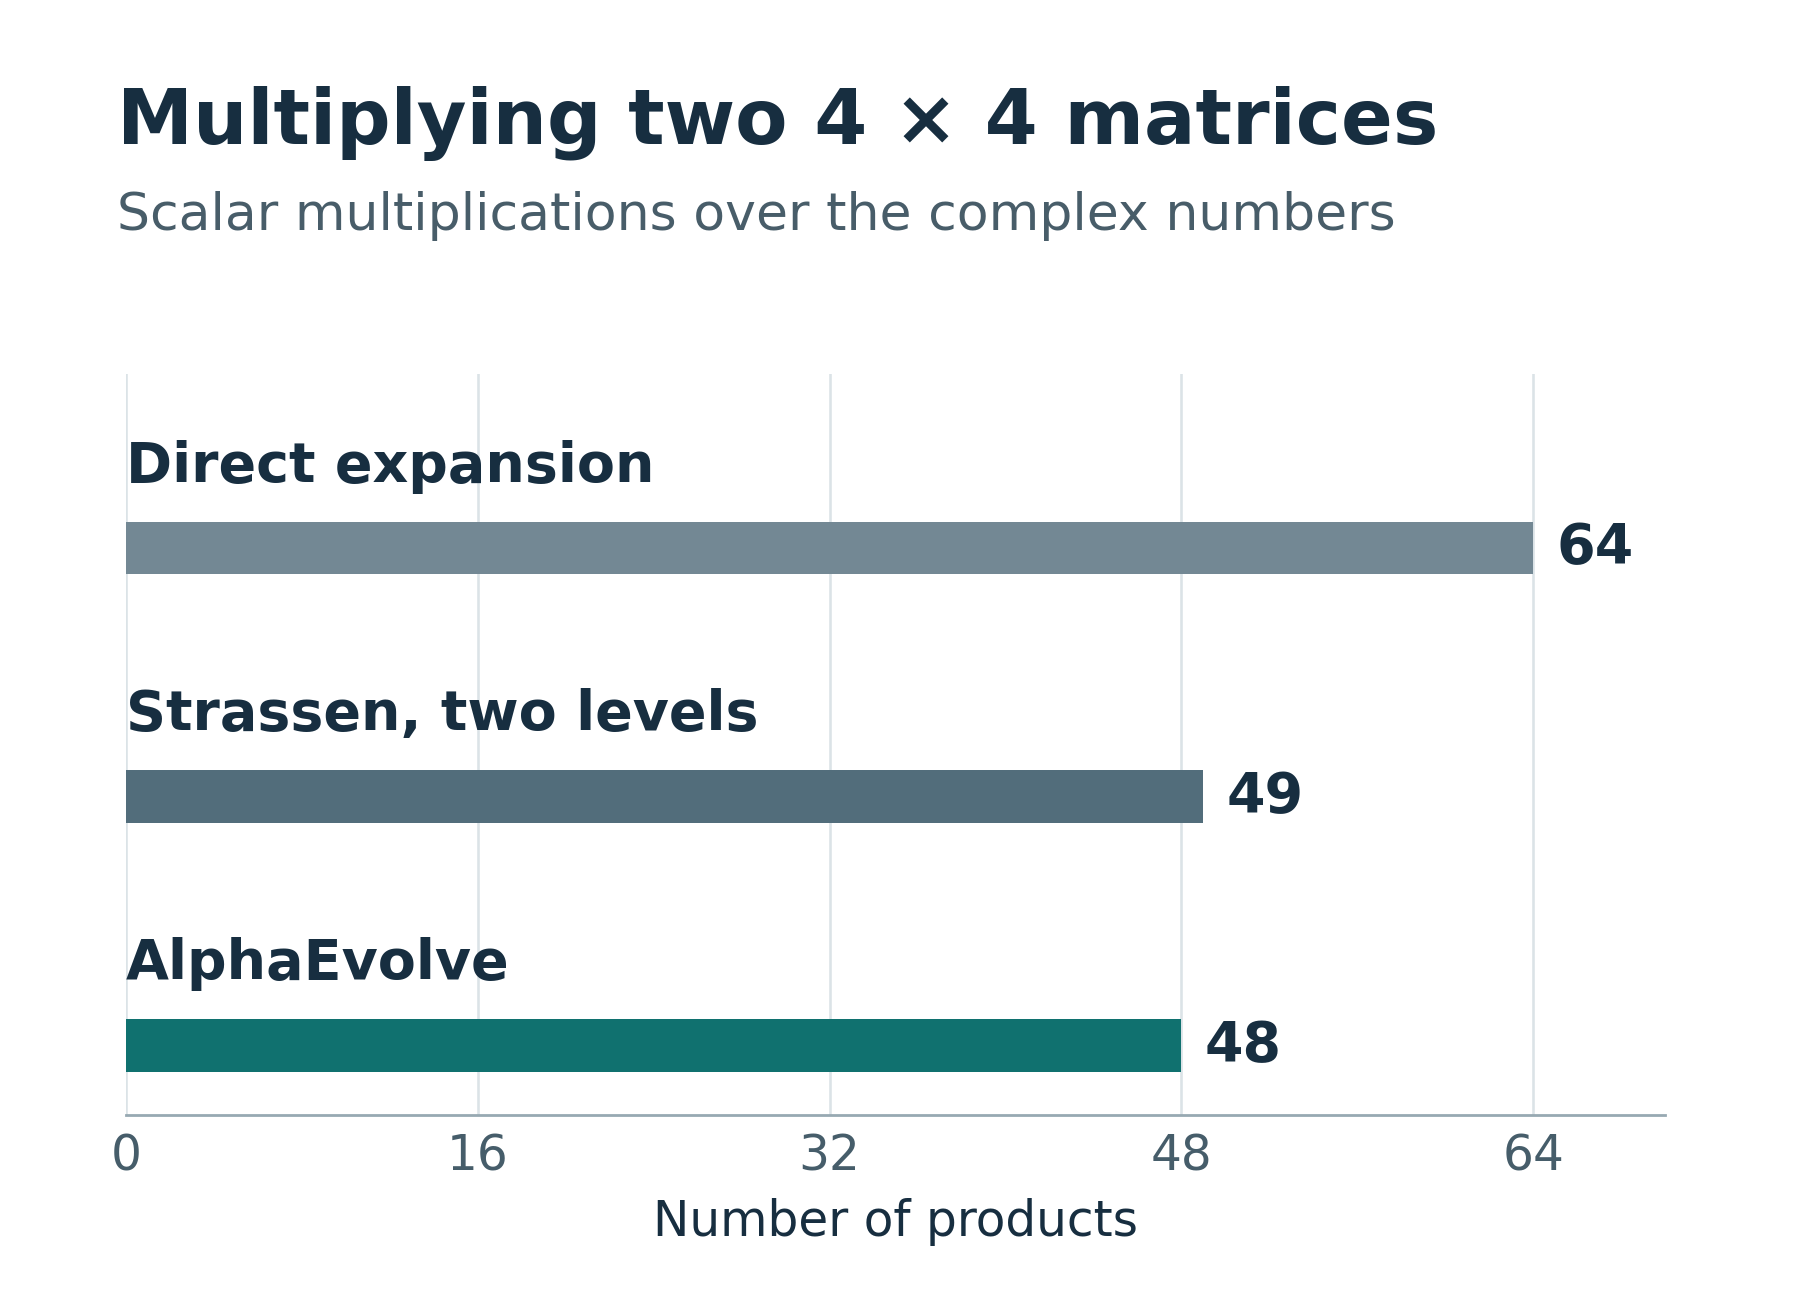 Multiplying two 4 × 4 matrices
Scalar multiplications over the complex numbers
Direct expansion
64
Strassen, two levels
49
AlphaEvolve
48
0 16 32 48 64
Number of products